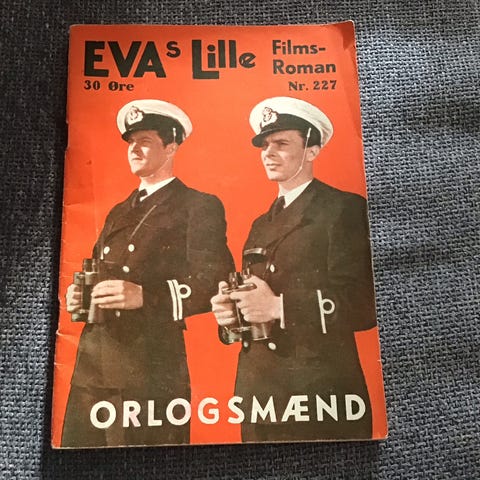 EVAs Lille Films-
Roman
30 Øre Nr. 227
ORLOGSMÆND